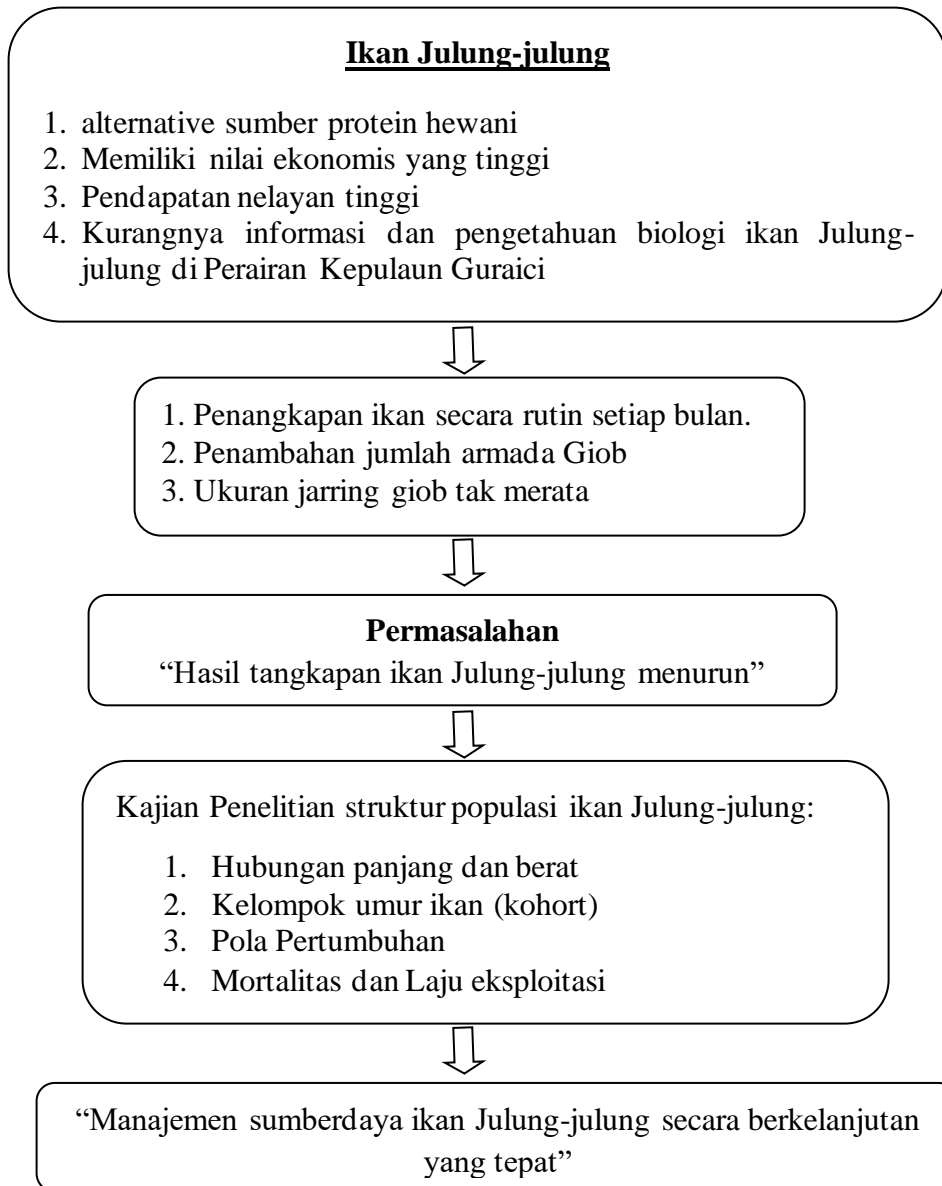 Ikan Julung-julung
1. alternative sumber protein hewani
2. Memiliki nilai ekonomis yang tinggi
3. Pendapatan nelayan tinggi
4. Kurangnya informasi dan pengetahuan biologi ikan Julung-
julung di Perairan Kepulaun Guraici
1. Penangkapan ikan secara rutin setiap bulan.
2. Penambahan jumlah armada Giob
3. Ukuran jarring giob tak merata
Permasalahan
“Hasil tangkapan ikan Julung-julung menurun”
Kajian Penelitian struktur populasi ikan Julung-julung:
1. Hubungan panjang dan berat
2. Kelompok umur ikan (kohort)
3. Pola Pertumbuhan
4. Mortalitas dan Laju eksploitasi
“Manajemen sumberdaya ikan Julung-julung secara berkelanjutan
yang tepat”